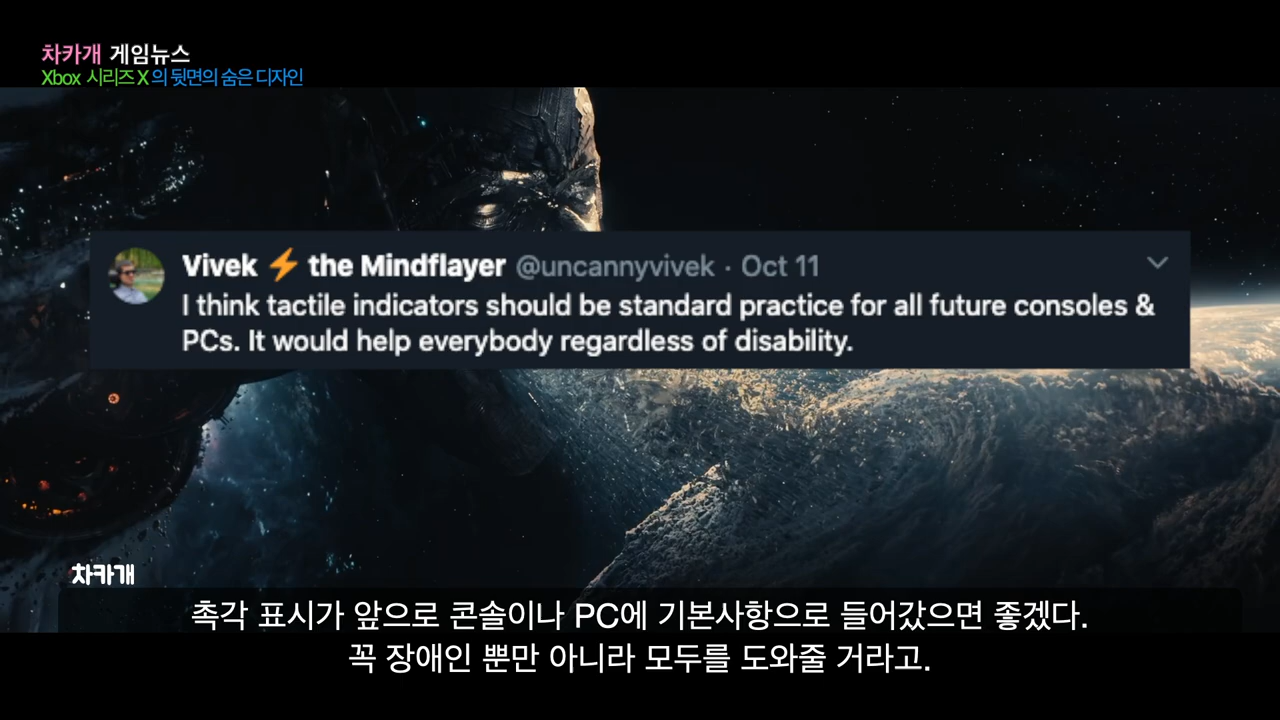 차카개 게임뉴스
Xbox 시리즈 X 의 뒷면의 숨은 디자인
Vivek ⚡ the Mindflayer @uncannyvivek · Oct 11
I think tactile indicators should be standard practice for all future consoles &
PCs. It would help everybody regardless of disability.
차카개
촉각 표시가 앞으로 콘솔이나 PC에 기본사항으로 들어갔으면 좋겠다.
꼭 장애인 뿐만 아니라 모두를 도와줄 거라고.